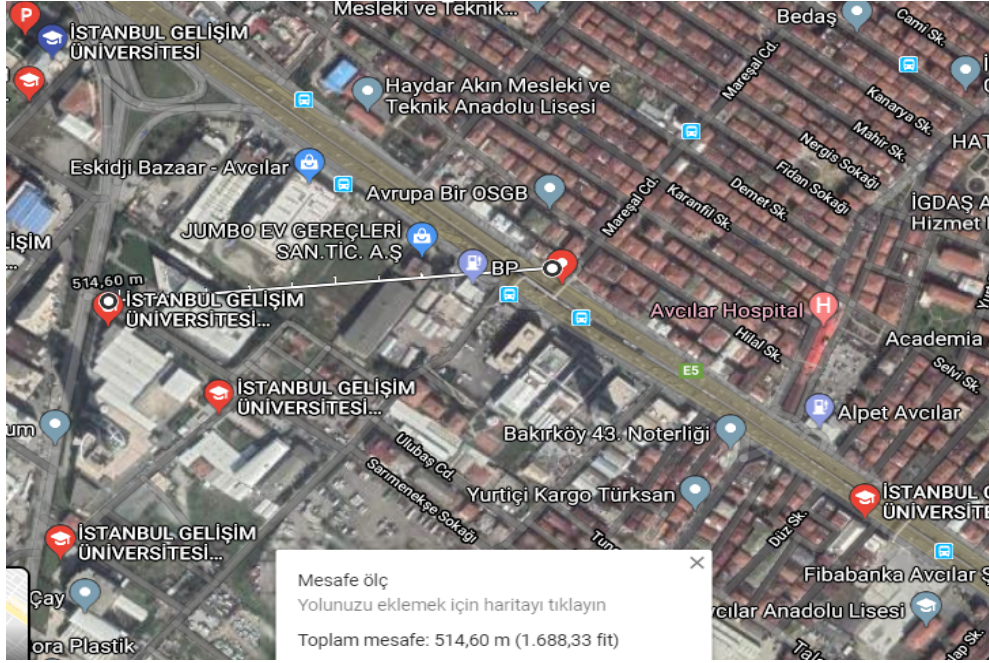 Mesleki ve Teknik...
P
İSTANBUL GELİŞİM
ÜNİVERSİTESİ
Bedaş
Cami Sk.
Haydar Akın Mesleki ve
Teknik Anadolu Lisesi
Mareşal Cd.
Kanarya Sk.
Mahir Sk.
HAT
Nergis Sokağı
Fidan Sokağı
Eskidji Bazaar - Avcılar
Avrupa Bir OSGB
Mareşal Cd.
Karanfil Sk.
Demet Sk.
İGDAŞ A
Hizmet
JUMBO EV GEREÇLERİ
SAN.TİC. A.Ş
LİŞİM
...
BP
514,60 m
İSTANBUL GELİŞİM
ÜNİVERSİTESİ...
Avcılar Hospital
H
Hilal Sk.
Academia
Selvi Sk.
E5
İSTANBUL GELİŞİM
ÜNİVERSİTESİ...
Alpet Avcılar
um
Ulubaş Cd.
Bakırköy 43. Noterliği
Sarımenekşe Sokağı
Yurtiçi Kargo Türksan
İSTANBUL G
ÜNİVERSİTE
Düz Sk.
İSTANBUL GELİŞİM
ÜNİVERSİTESİ...
Tun
Fibabanka Avcılar Ş
Çay
vcılar Anadolu Lisesi
ora Plastik
Mesafe ölç
Yolunuzu eklemek için haritayı tıklayın
Toplam mesafe: 514,60 m (1.688,33 fit)